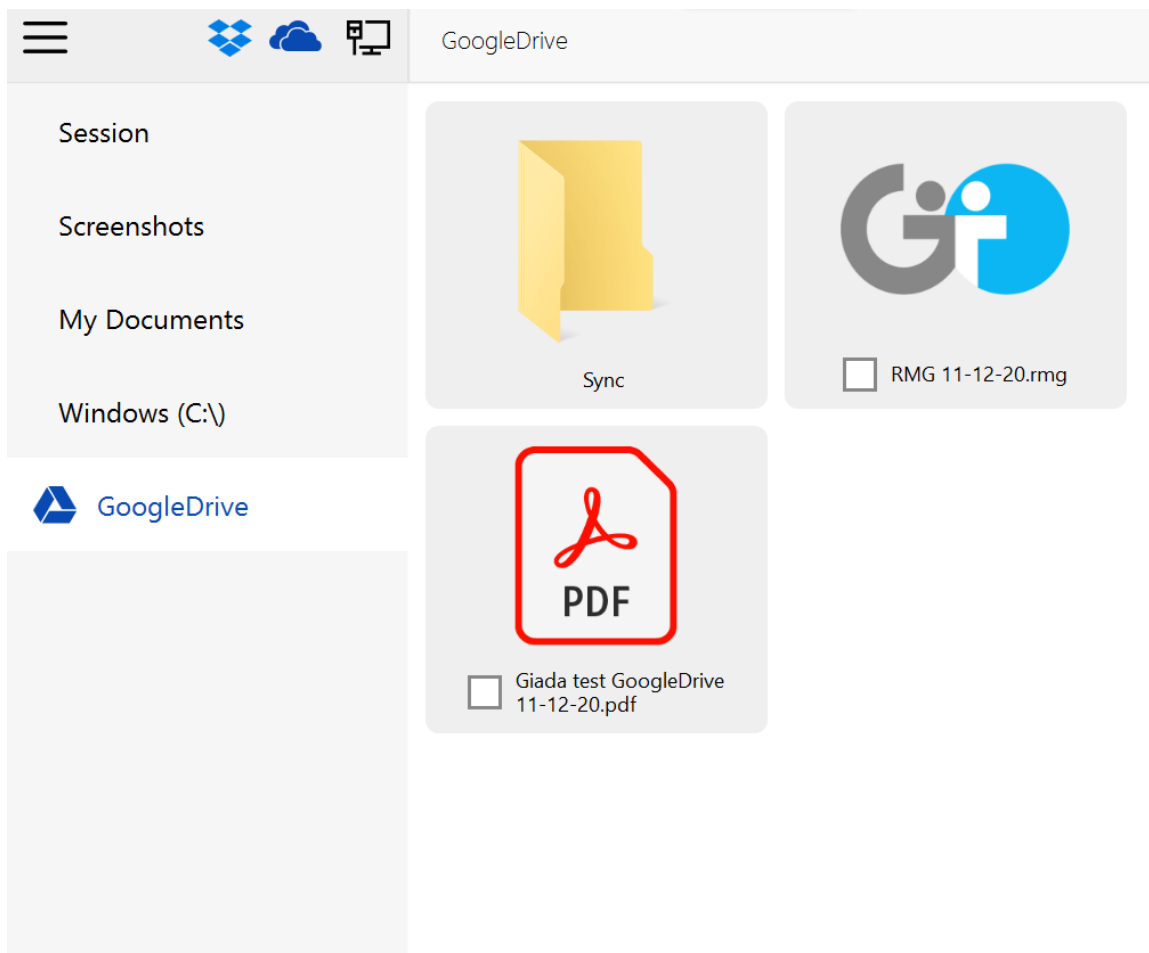 GoogleDrive
Session
Screenshots
My Documents
Windows (C:\)
GoogleDrive
Sync
RMG 11-12-20.rmg
PDF
Giada test GoogleDrive
11-12-20.pdf